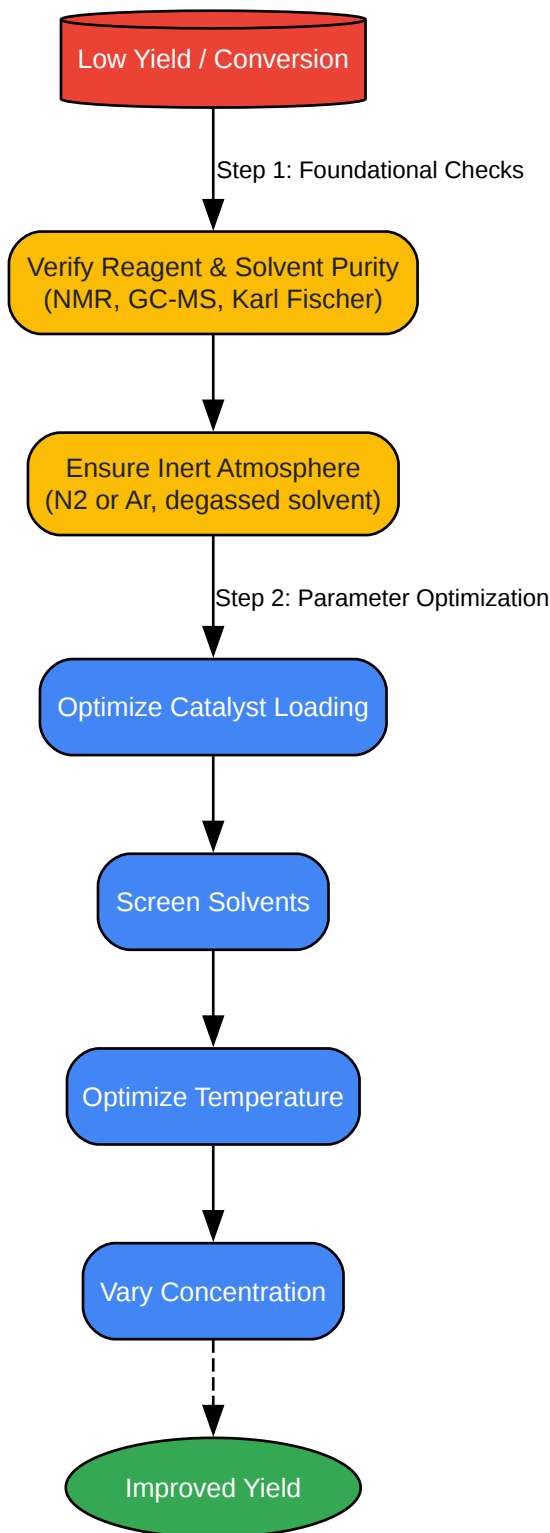 Low Yield / Conversion
Step 1: Foundational Checks
Verify Reagent & Solvent Purity
(NMR, GC-MS, Karl Fischer)
Ensure Inert Atmosphere
(N2 or Ar, degassed solvent)
Step 2: Parameter Optimization
Optimize Catalyst Loading
Screen Solvents
Optimize Temperature
Vary Concentration
Improved Yield